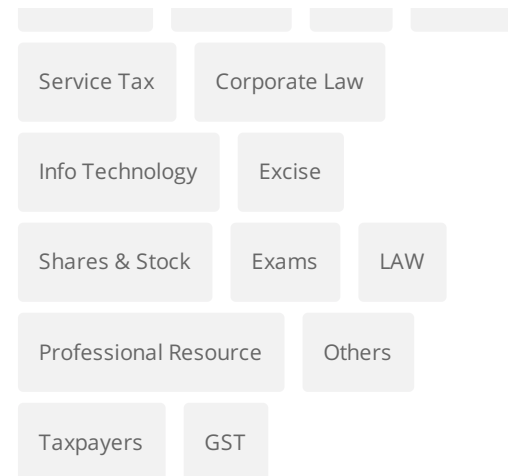 Service Tax Corporate Law
Info Technology Excise
Shares & Stock Exams LAW
Professional Resource Others
Taxpayers GST